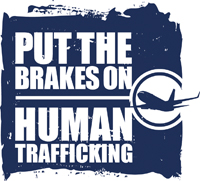 PUT THE
BRAKES ON
HUMAN
TRAFFICKING